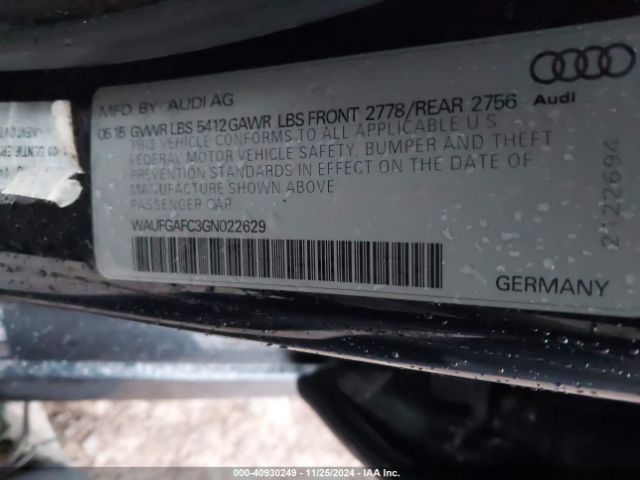 MFD. BY AUDI AG
05 15 GVWR LBS 5412 GAWR LBS FRONT 2778/REAR 2756
THIS VEHICLE CONFORMS TO ALL APPLICABLE U S
FEDERAL MOTOR VEHICLE SAFETY, BUMPER AND THEFT
PREVENTION STANDARDS IN EFFECT ON THE DATE OF
MANUFACTURE SHOWN ABOVE
PASSENGER CAR
WAUFGAFC3GN022629
GERMANY
Audi
2122694
000-40930249 - 11/25/2024 - IAA Inc.